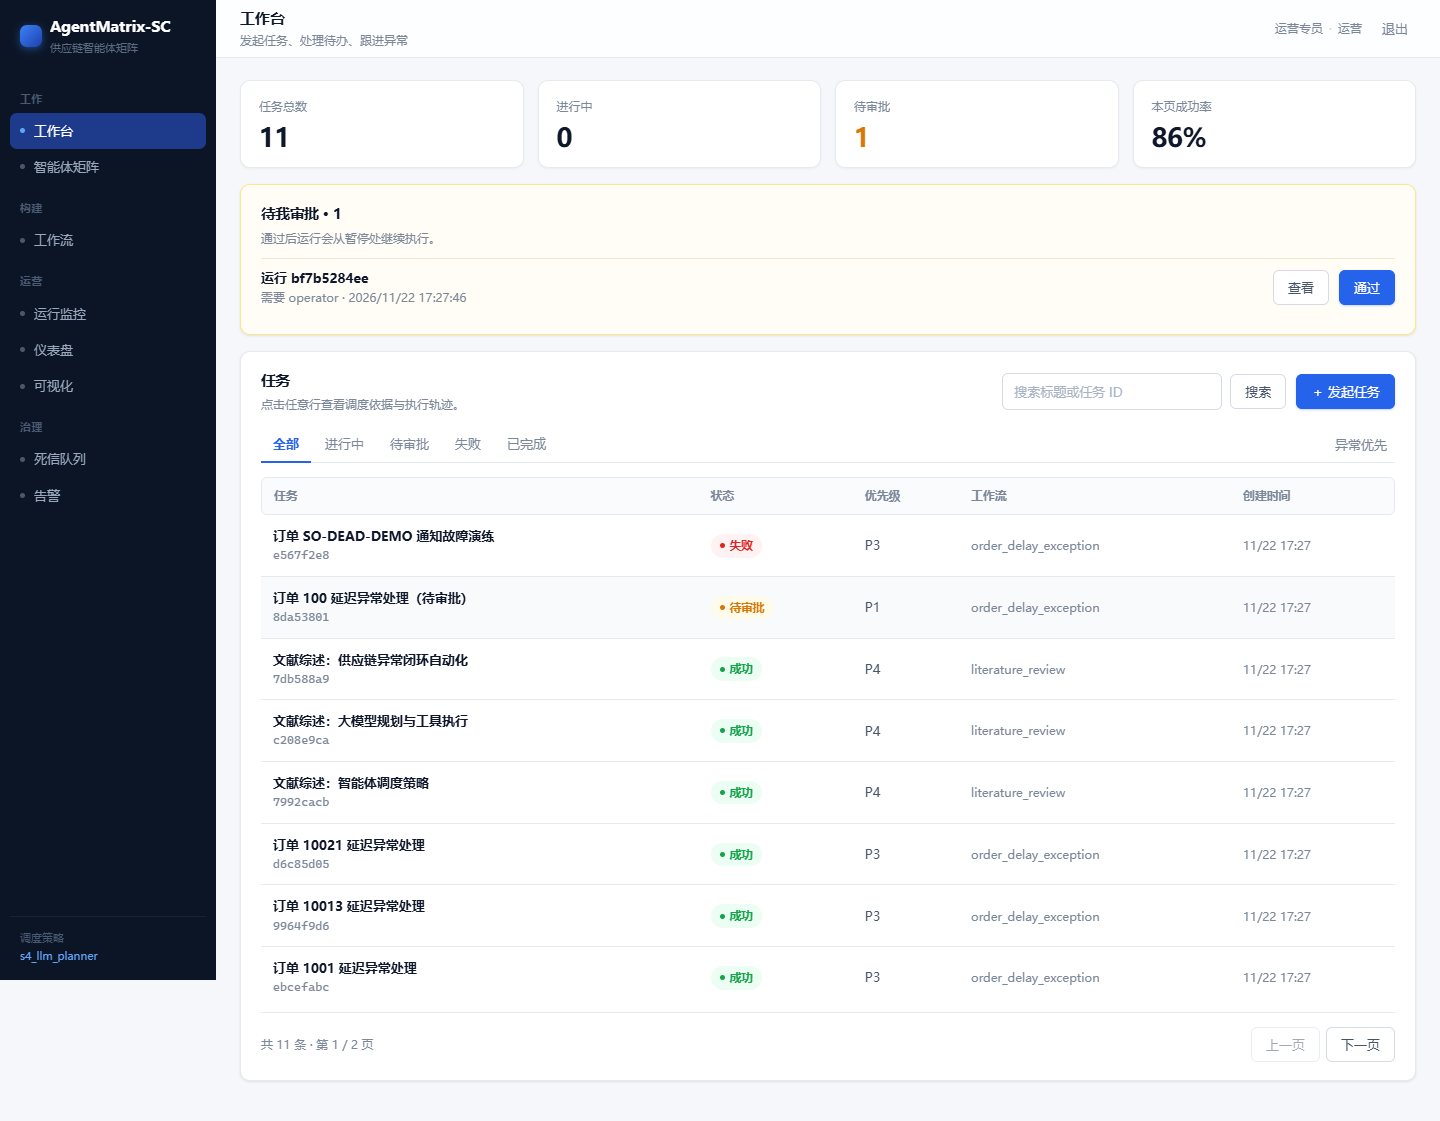 AgentMatrix-SC
供应链智能体矩阵
工作
工作台
智能体矩阵
构建
工作流
运营
运行监控
仪表盘
可视化
治理
死信队列
告警
调度策略
s4_llm_planner
工作台
发起任务、处理待办、跟进异常
运营专员 · 运营 退出
任务总数
11
进行中
0
待审批
1
本页成功率
86%
待我审批 • 1
通过后运行会从暂停处继续执行。
运行 bf7b5284ee
需要 operator · 2026/11/22 17:27:46
查看 通过
任务
点击任意行查看调度依据与执行轨迹。
搜索标题或任务 ID 搜索 + 发起任务
全部 进行中 待审批 失败 已完成 异常优先
任务 状态 优先级 工作流 创建时间
订单 SO-DEAD-DEMO 通知故障演练
e567f2e8
失败 P3 order_delay_exception 11/22 17:27
订单 100 延迟异常处理（待审批）
8da53801
待审批 P1 order_delay_exception 11/22 17:27
文献综述：供应链异常闭环自动化
7db588a9
成功 P4 literature_review 11/22 17:27
文献综述：大模型规划与工具执行
c208e9ca
成功 P4 literature_review 11/22 17:27
文献综述：智能体调度策略
7992cacb
成功 P4 literature_review 11/22 17:27
订单 10021 延迟异常处理
d6c85d05
成功 P3 order_delay_exception 11/22 17:27
订单 10013 延迟异常处理
9964f9d6
成功 P3 order_delay_exception 11/22 17:27
订单 1001 延迟异常处理
ebcefabc
成功 P3 order_delay_exception 11/22 17:27
共 11 条 · 第 1 / 2 页
上一页 下一页